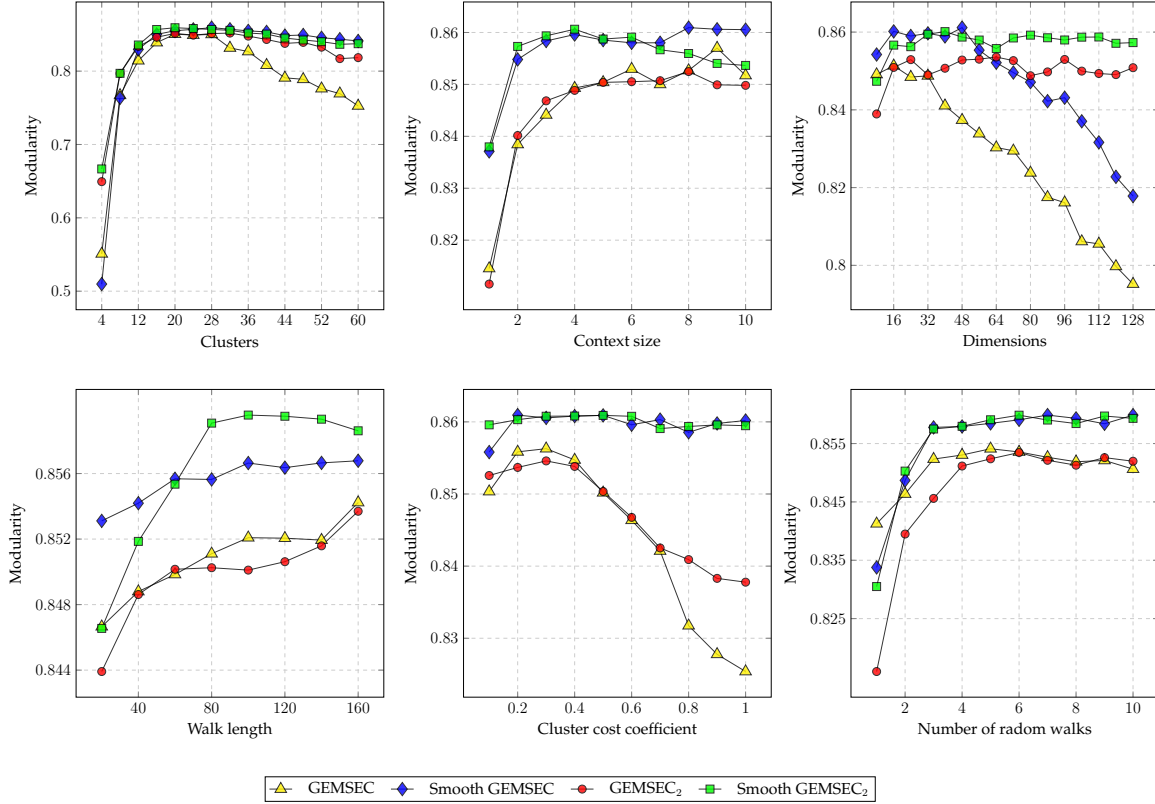 Modularity
0.8
0.7
0.6
0.5
4 12 20 28 36 44 52 60
Clusters
Modularity
0.86
0.85
0.84
0.83
0.82
2 4 6 8 10
Context size
Modularity
0.86
0.84
0.82
0.8
16 32 48 64 80 96 112 128
Dimensions
Modularity
0.856
0.852
0.848
0.844
40 80 120 160
Walk length
Modularity
0.86
0.85
0.84
0.83
0.2 0.4 0.6 0.8 1
Cluster cost coefficient
Modularity
0.855
0.845
0.835
0.825
2 4 6 8 10
Number of radom walks
GEMSEC Smooth GEMSEC GEMSEC₂ Smooth GEMSEC₂